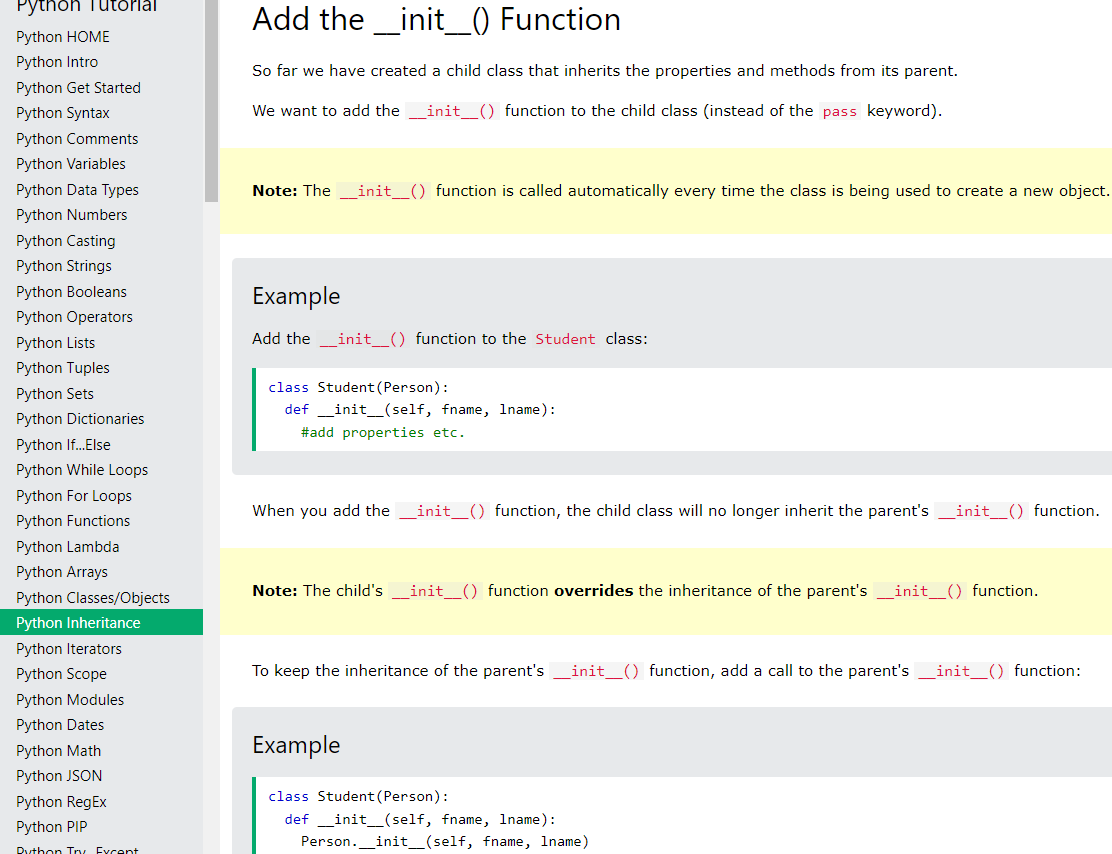 Python Tutorial
Python HOME
Python Intro
Python Get Started
Python Syntax
Python Comments
Python Variables
Python Data Types
Python Numbers
Python Casting
Python Strings
Python Booleans
Python Operators
Python Lists
Python Tuples
Python Sets
Python Dictionaries
Python If...Else
Python While Loops
Python For Loops
Python Functions
Python Lambda
Python Arrays
Python Classes/Objects
Python Inheritance
Python Iterators
Python Scope
Python Modules
Python Dates
Python Math
Python JSON
Python RegEx
Python PIP
Python Try...Except
Add the __init__() Function
So far we have created a child class that inherits the properties and methods from its parent.
We want to add the __init__() function to the child class (instead of the pass keyword).
Note: The __init__() function is called automatically every time the class is being used to create a new object.
Example
Add the __init__() function to the Student class:
class Student(Person):
  def __init__(self, fname, lname):
    #add properties etc.
When you add the __init__() function, the child class will no longer inherit the parent's __init__() function.
Note: The child's __init__() function overrides the inheritance of the parent's __init__() function.
To keep the inheritance of the parent's __init__() function, add a call to the parent's __init__() function:
Example
class Student(Person):
  def __init__(self, fname, lname):
    Person.__init__(self, fname, lname)